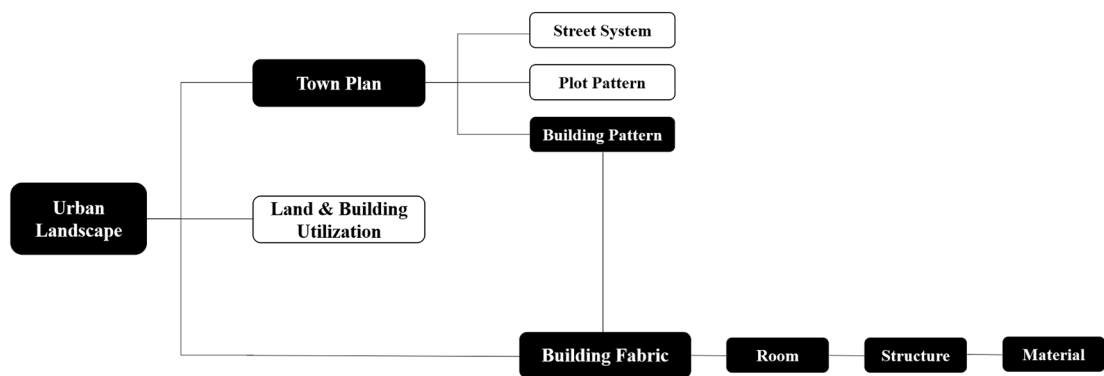 Street System
Town Plan
Plot Pattern
Building Pattern
Urban
Landscape
Land & Building
Utilization
Building Fabric
Room
Structure
Material